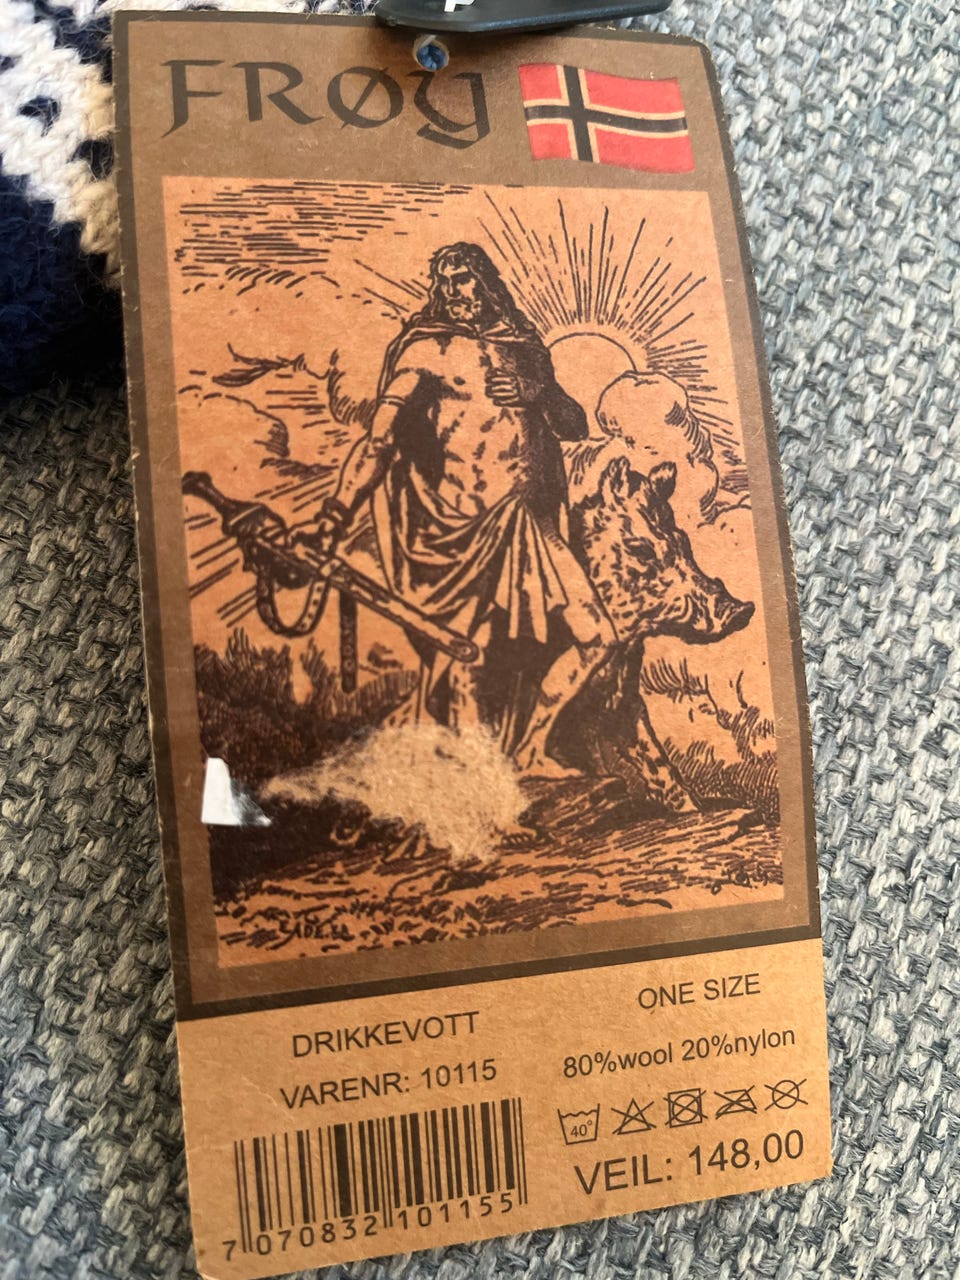 FRØY
DRIKKEVOTT
VARENR: 10115
7 070832 101155
ONE SIZE
80%wool 20%nylon
40°
VEIL: 148,00